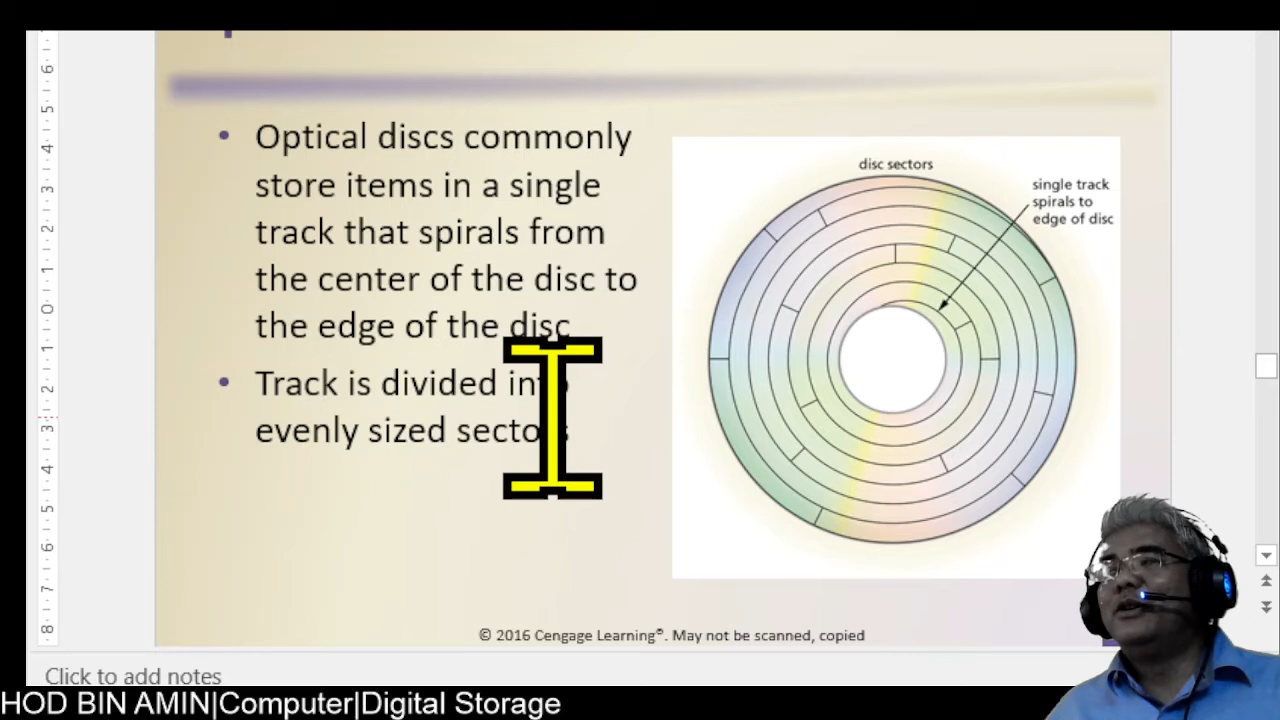 • Optical discs commonly
store items in a single
track that spirals from
the center of the disc to
the edge of the disc
• Track is divided into
evenly sized sectors
disc sectors
single track
spirals to
edge of disc
© 2016 Cengage Learning®. May not be scanned, copied
Click to add notes
HOD BIN AMIN|Computer|Digital Storage